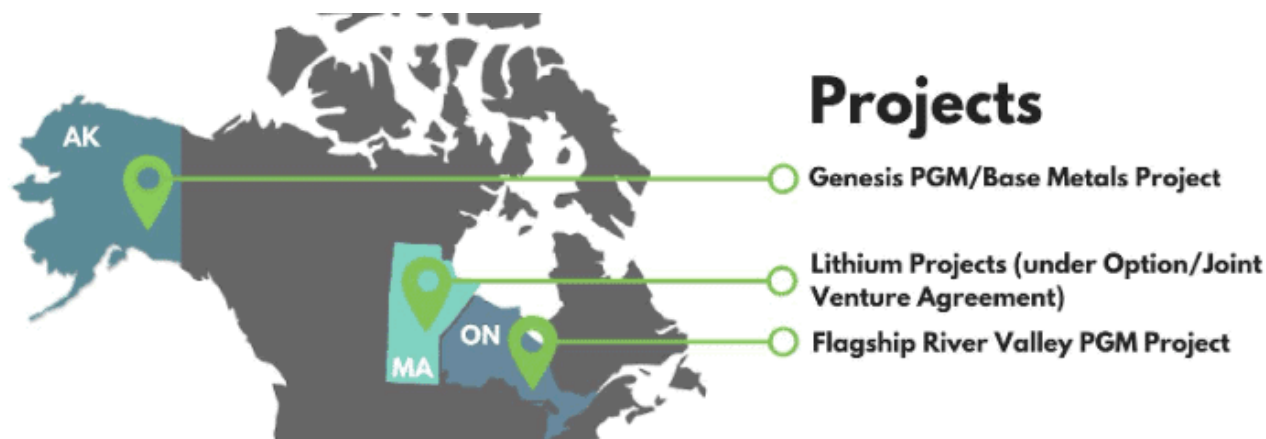 Projects
AK
Genesis PGM/Base Metals Project
Lithium Projects (under Option/Joint
Venture Agreement)
ON
Flagship River Valley PGM Project
MA